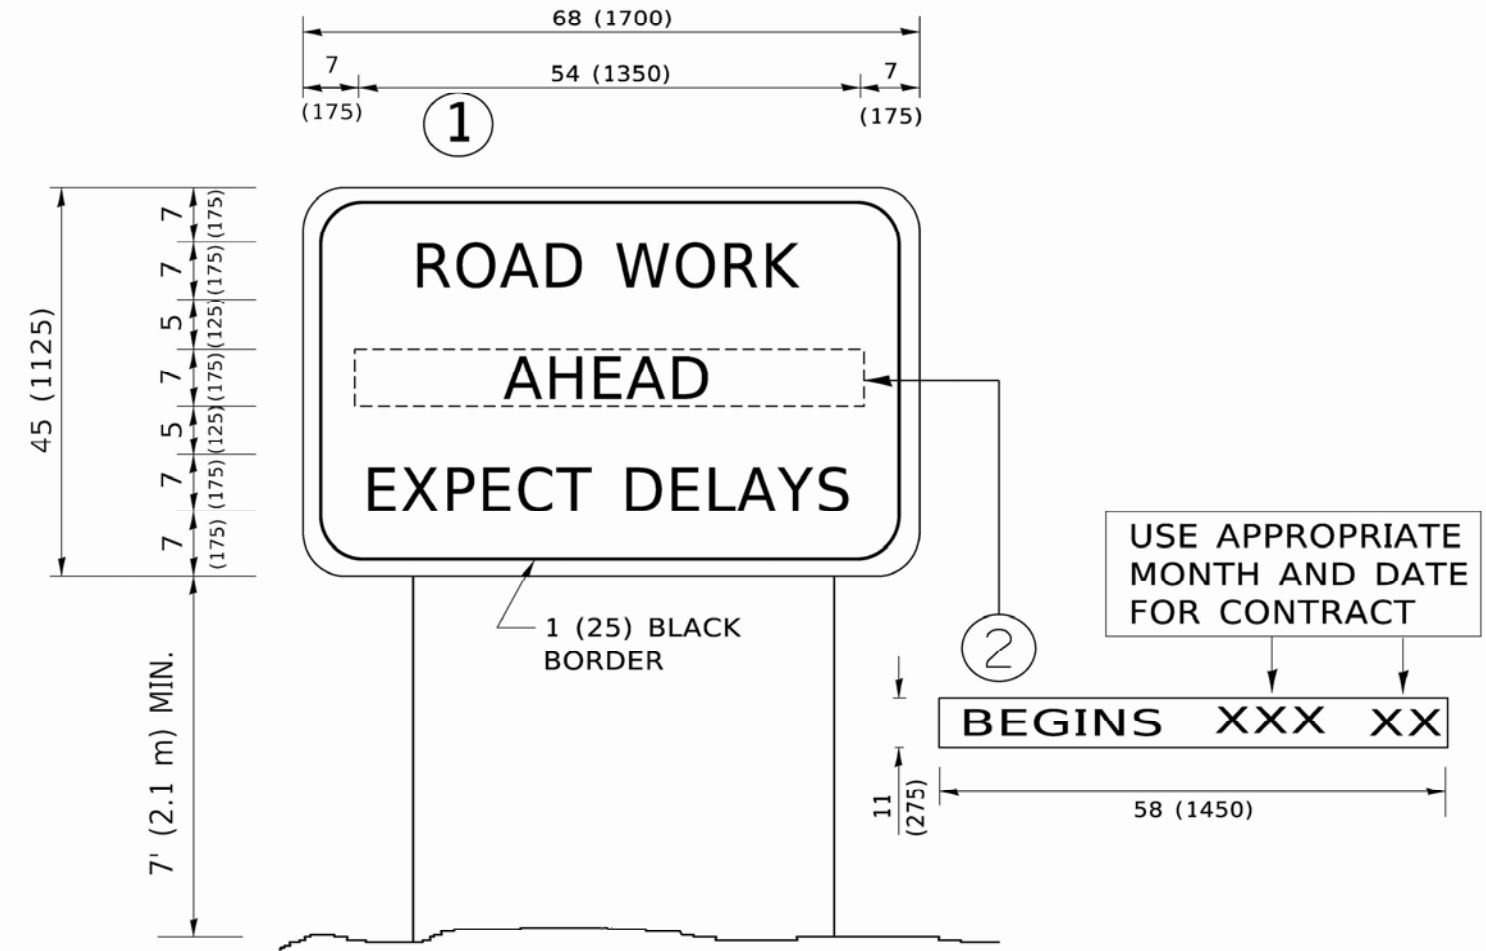 68 (1700)
7
54 (1350)
7
(175)
(175)
1
45 (1125)
7 (175)
7 (175)
5 (125)
7 (175)
5 (125)
7 (175)
7 (175)
ROAD WORK
AHEAD
EXPECT DELAYS
1 (25) BLACK
BORDER
7' (2.1 m) MIN.
2
USE APPROPRIATE
MONTH AND DATE
FOR CONTRACT
BEGINS XXX XX
11
(275)
58 (1450)